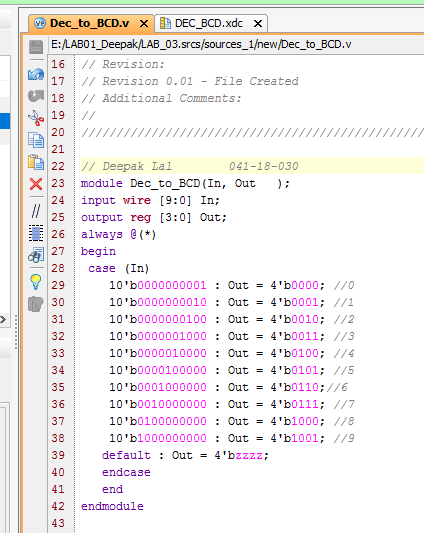 Dec_to_BCD.v DEC_BCD.xdc
E:/LAB01_Deepak/LAB_03.srcs/sources_1/new/Dec_to_BCD.v
16 // Revision:
17 // Revision 0.01 - File Created
18 // Additional Comments:
19 //
20 /////////////////////////////////////////////////
21
22 // Deepak Lal 041-18-030
23 module Dec_to_BCD(In, Out );
24 input wire [9:0] In;
25 output reg [3:0] Out;
26 always @(*)
27 begin
28 case (In)
29 10'b0000000001 : Out = 4'b0000; //0
30 10'b0000000010 : Out = 4'b0001; //1
31 10'b0000000100 : Out = 4'b0010; //2
32 10'b0000001000 : Out = 4'b0011; //3
33 10'b0000010000 : Out = 4'b0100; //4
34 10'b0000100000 : Out = 4'b0101; //5
35 10'b0001000000 : Out = 4'b0110;//6
36 10'b0010000000 : Out = 4'b0111; //7
37 10'b0100000000 : Out = 4'b1000; //8
38 10'b1000000000 : Out = 4'b1001; //9
39 default : Out = 4'bzzzz;
40 endcase
41 end
42 endmodule
43